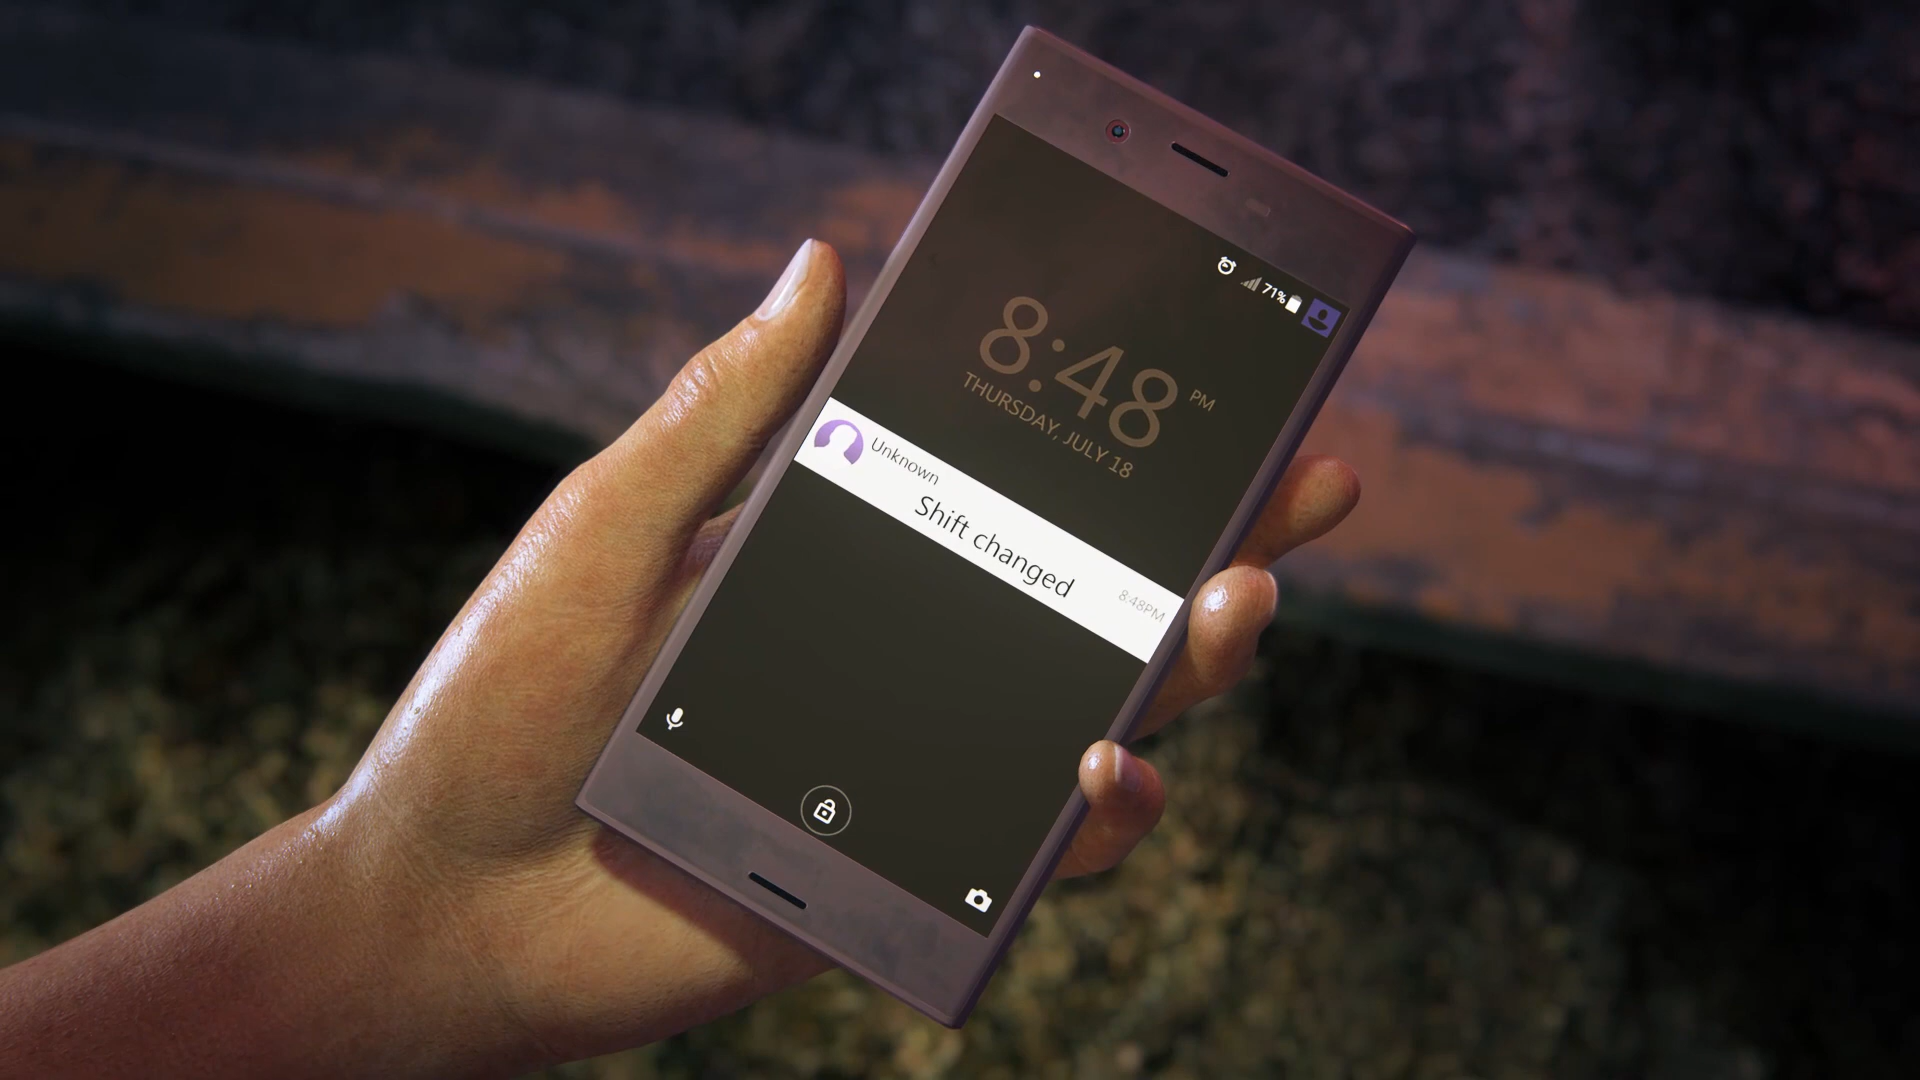 71%
8:48 PM
THURSDAY, JULY 18
Unknown
Shift changed
8:48PM